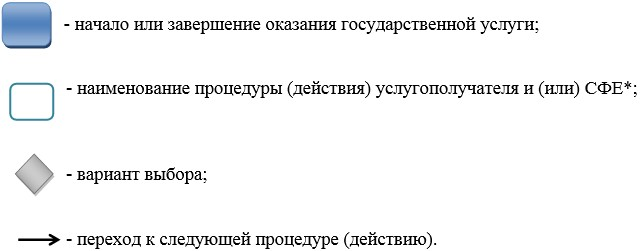 - начало или завершение оказания государственной услуги;
- наименование процедуры (действия) услугополучателя и (или) СФЕ*;
- вариант выбора;
- переход к следующей процедуре (действию).